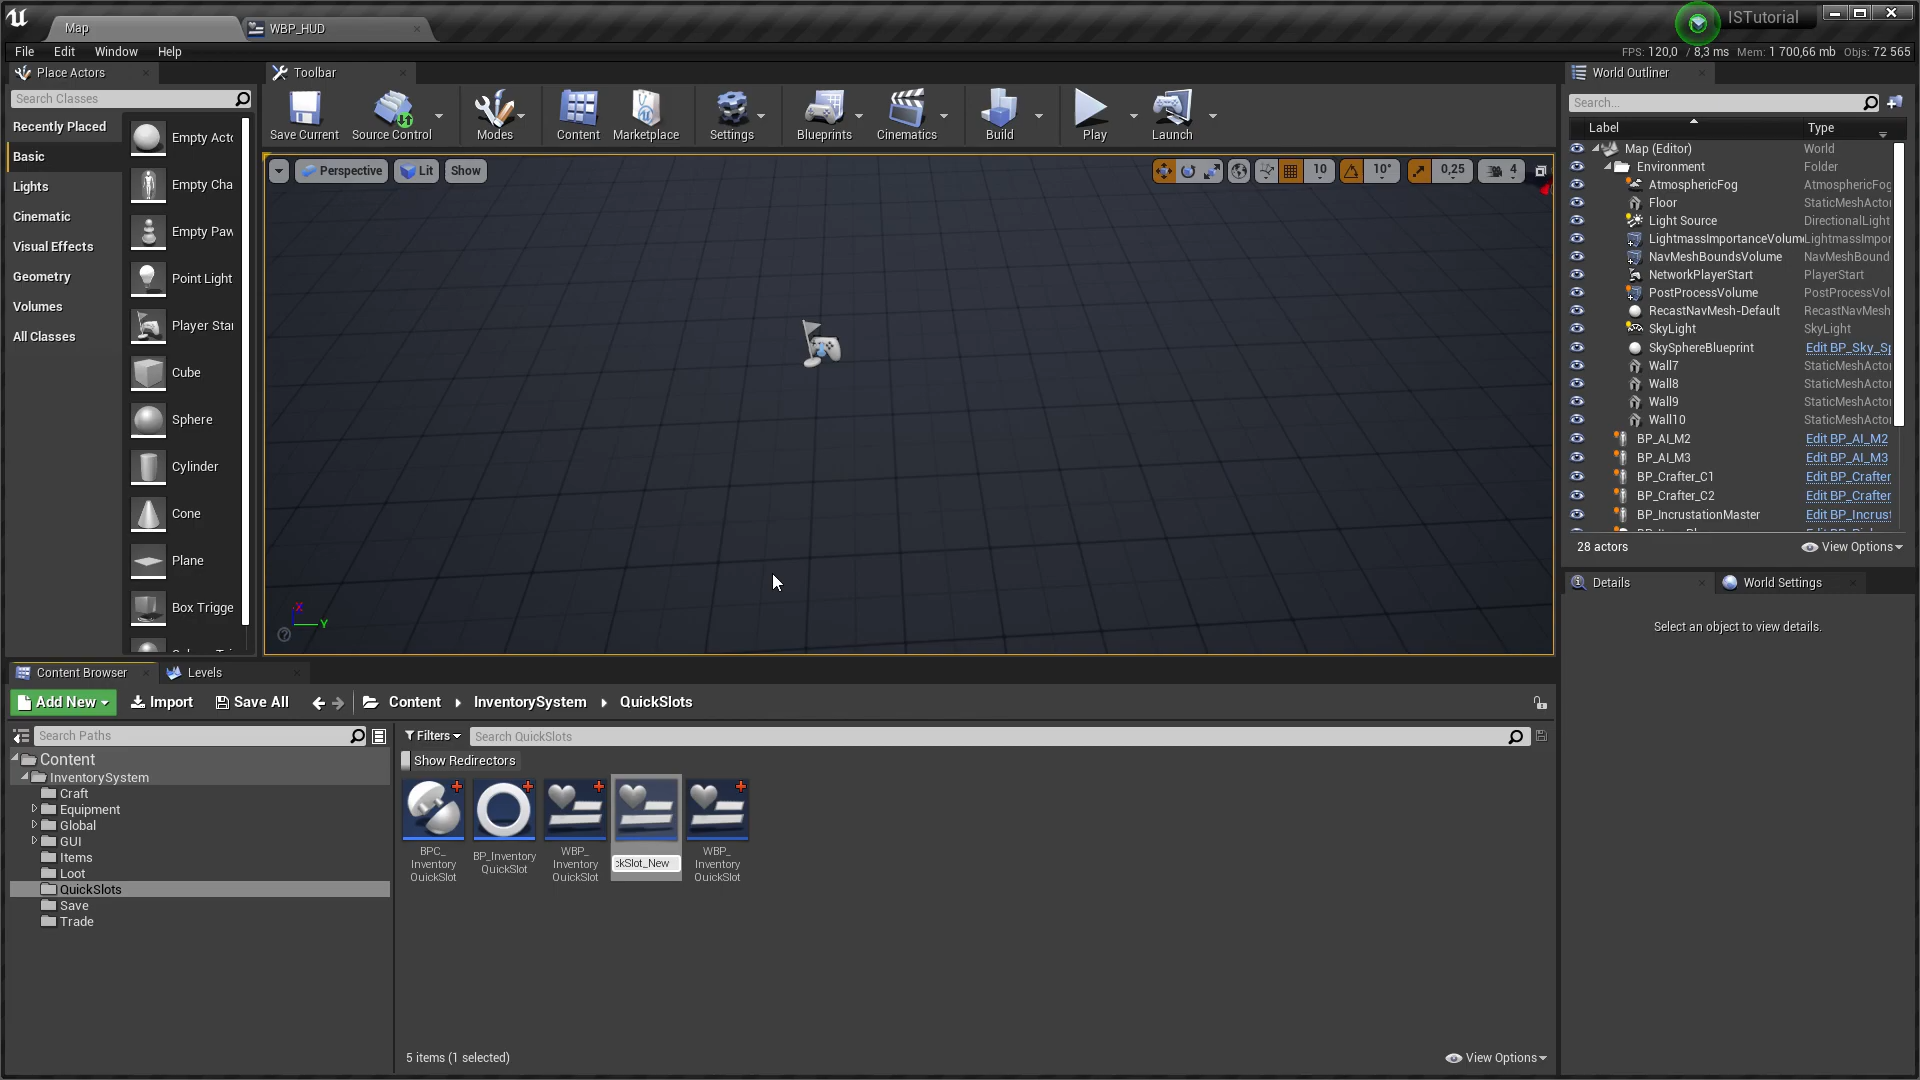 Map
WBP_HUD
ISTutorial
File
Edit
Window
Help
FPS: 120,0 / 8,3 ms Mem: 1 700,66 mb Objs: 72 565
Place Actors
Toolbar
World Outliner
Search Classes
Recently Placed
Basic
Lights
Cinematic
Visual Effects
Geometry
Volumes
All Classes
Empty Acto
Empty Cha
Empty Paw
Point Light
Player Star
Cube
Sphere
Cylinder
Cone
Plane
Box Trigge
Save Current
Source Control
Modes
Content
Marketplace
Settings
Blueprints
Cinematics
Build
Play
Launch
Perspective
Lit
Show
10
10°
0,25
4
X
Y
Search...
Label
Type
Map (Editor)
World
Environment
Folder
AtmosphericFog
AtmosphericFog
Floor
StaticMeshActor
Light Source
DirectionalLight
LightmassImportanceVolume
LightmassImpor
NavMeshBoundsVolume
NavMeshBound
NetworkPlayerStart
PlayerStart
PostProcessVolume
PostProcessVol
RecastNavMesh-Default
RecastNavMesh
SkyLight
SkyLight
SkySphereBlueprint
Edit BP_Sky_Sp
Wall7
StaticMeshActor
Wall8
StaticMeshActor
Wall9
StaticMeshActor
Wall10
StaticMeshActor
BP_AI_M2
Edit BP_AI_M2
BP_AI_M3
Edit BP_AI_M3
BP_Crafter_C1
Edit BP_Crafter
BP_Crafter_C2
Edit BP_Crafter
BP_IncrustationMaster
Edit BP_Incrust
28 actors
View Options
Details
World Settings
Select an object to view details.
Content Browser
Levels
Add New
Import
Save All
Content
InventorySystem
QuickSlots
Search Paths
Filters
Search QuickSlots
Show Redirectors
Content
InventorySystem
Craft
Equipment
Global
GUI
Items
Loot
QuickSlots
Save
Trade
BPC_
Inventory
QuickSlot
BP_Inventory
QuickSlot
WBP_
Inventory
QuickSlot
kSlot_New
WBP_
Inventory
QuickSlot
5 items (1 selected)
View Options